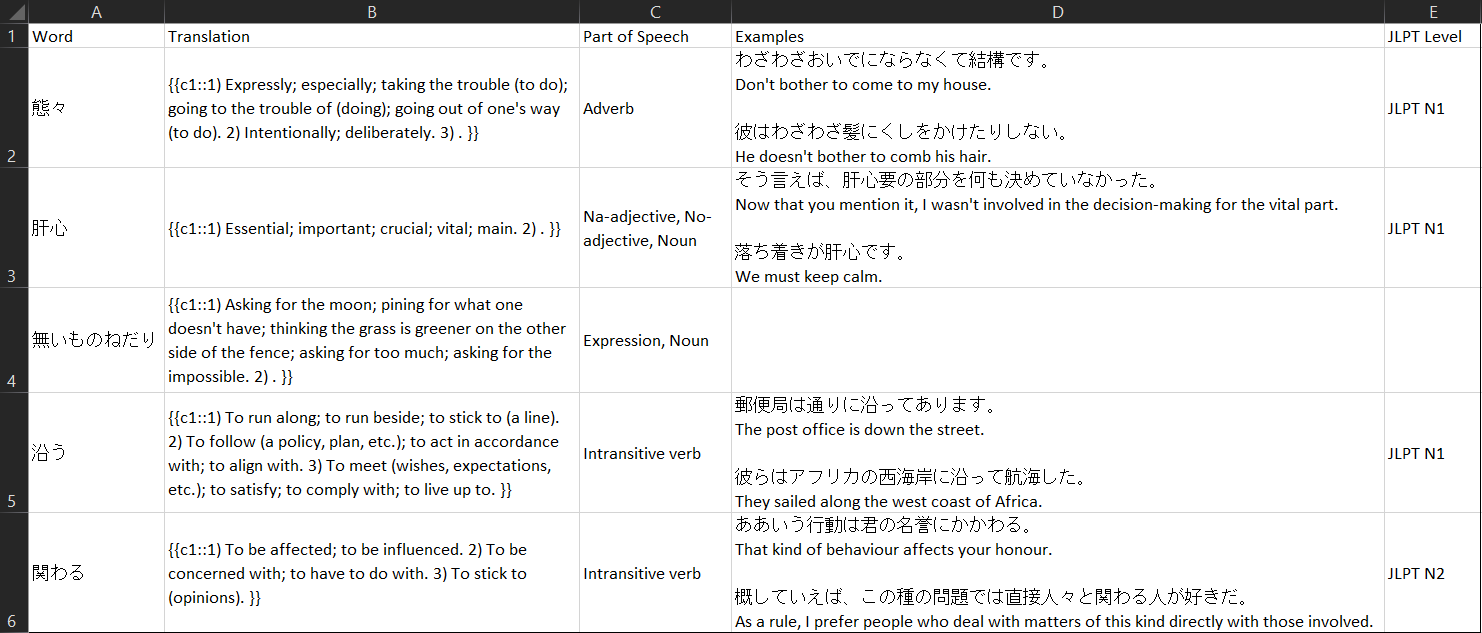 A B C D E
1 Word Translation Part of Speech Examples JLPT Level
2 態々
{{c1::1) Expressly; especially; taking the trouble (to do);
going to the trouble of (doing); going out of one's way
(to do). 2) Intentionally; deliberately. 3) . }}
Adverb
わざわざおいでにならなくて結構です。
Don't bother to come to my house.
彼はわざわざ髪にくしをかけたりしない。
He doesn't bother to comb his hair.
JLPT N1
3 肝心
{{c1::1) Essential; important; crucial; vital; main. 2) . }}
Na-adjective, No-
adjective, Noun
そう言えば、肝心要の部分を何も決めていなかった。
Now that you mention it, I wasn't involved in the decision-making for the vital part.
落ち着きが肝心です。
We must keep calm.
JLPT N1
4 無いものねだり
{{c1::1) Asking for the moon; pining for what one
doesn't have; thinking the grass is greener on the other
side of the fence; asking for too much; asking for the
impossible. 2) . }}
Expression, Noun
5 沿う
{{c1::1) To run along; to run beside; to stick to (a line).
2) To follow (a policy, plan, etc.); to act in accordance
with; to align with. 3) To meet (wishes, expectations,
etc.); to satisfy; to comply with; to live up to. }}
Intransitive verb
郵便局は通りに沿ってあります。
The post office is down the street.
彼らはアフリカの西海岸に沿って航海した。
They sailed along the west coast of Africa.
JLPT N1
6 関わる
{{c1::1) To be affected; to be influenced. 2) To be
concerned with; to have to do with. 3) To stick to
(opinions). }}
Intransitive verb
ああいう行動は君の名誉にかかわる。
That kind of behaviour affects your honour.
概していえば、この種の問題では直接人々と関わる人が好きだ。
As a rule, I prefer people who deal with matters of this kind directly with those involved.
JLPT N2